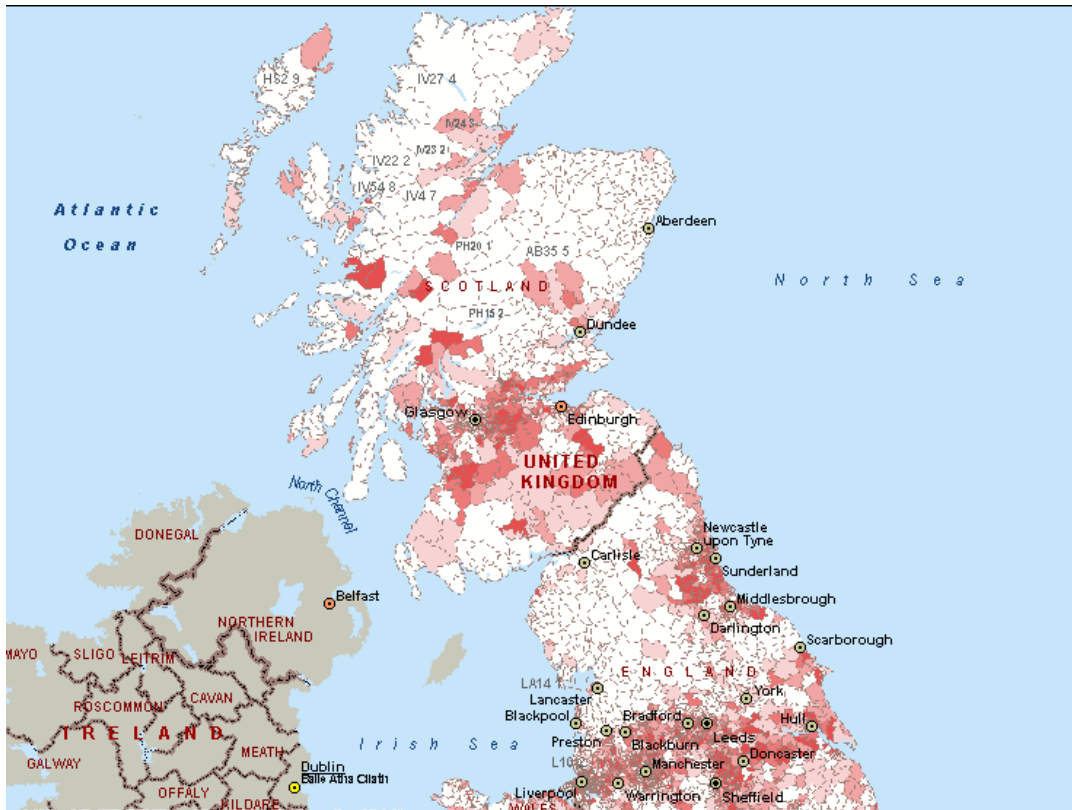 HS2 9
IV27 4
IV24 3
IV23 2
IV22 2
IV54 8
IV4 7
Atlantic
Ocean
PH20 1
AB35 5
Aberdeen
North Sea
SCOTLAND
PH15 2
Dundee
Glasgow
Edinburgh
UNITED
KINGDOM
North Channel
DONEGAL
Newcastle
upon Tyne
Carlisle
Sunderland
Belfast
Middlesbrough
NORTHERN
IRELAND
Darlington
Scarborough
MAYO
SLIGO
LEITRIM
ENGLAND
LA14 1
CAVAN
Lancaster
York
ROSCOMMON
Blackpool
Bradford
Hull
IRELAND
Irish Sea
Preston
Blackburn
Leeds
MEATH
GALWAY
Doncaster
Dublin
Baile Atha Cliath
Manchester
OFFALY
Liverpool
Warrington
Sheffield
KILDARE
WALES